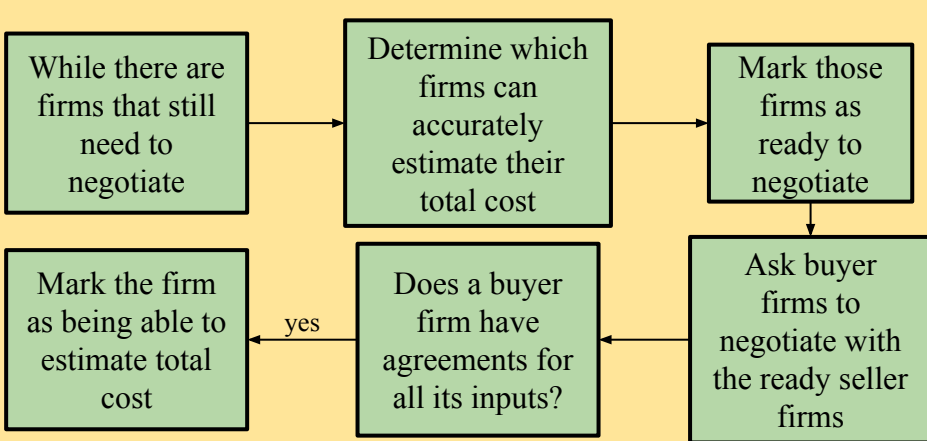 While there are
firms that still
need to
negotiate
Determine which
firms can
accurately
estimate their
total cost
Mark those
firms as
ready to
negotiate
Ask buyer
firms to
negotiate with
the ready seller
firms
Does a buyer
firm have
agreements for
all its inputs?
yes
Mark the firm
as being able to
estimate total
cost